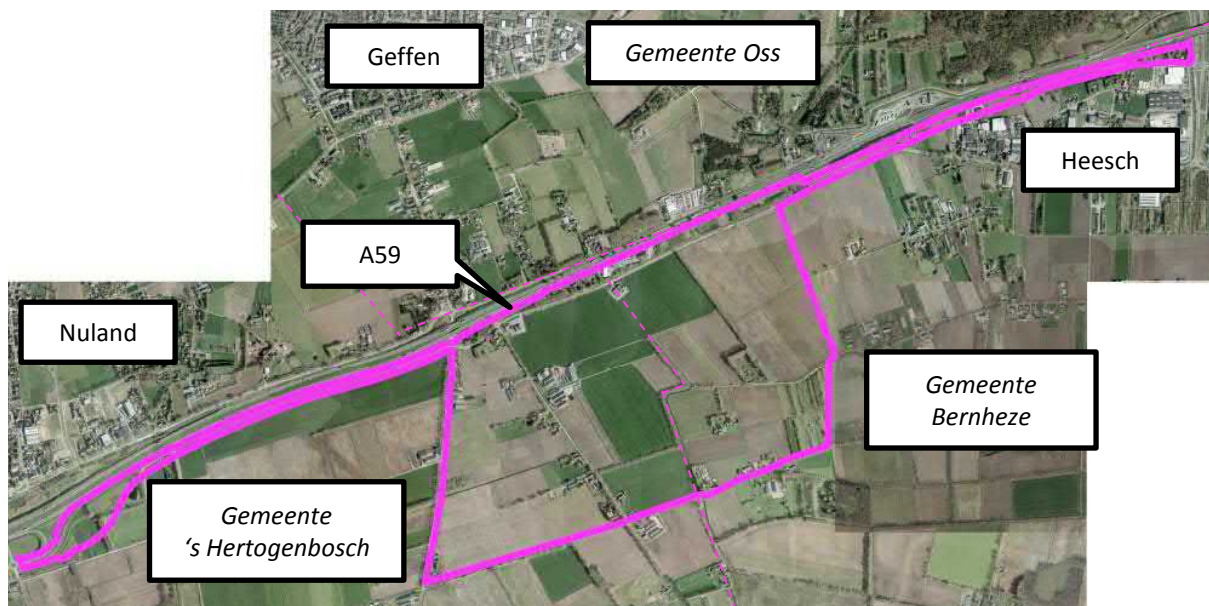 Geffen
Gemeente Oss
Heesch
A59
Nuland
Gemeente
Bernheze
Gemeente
‘s Hertogenbosch